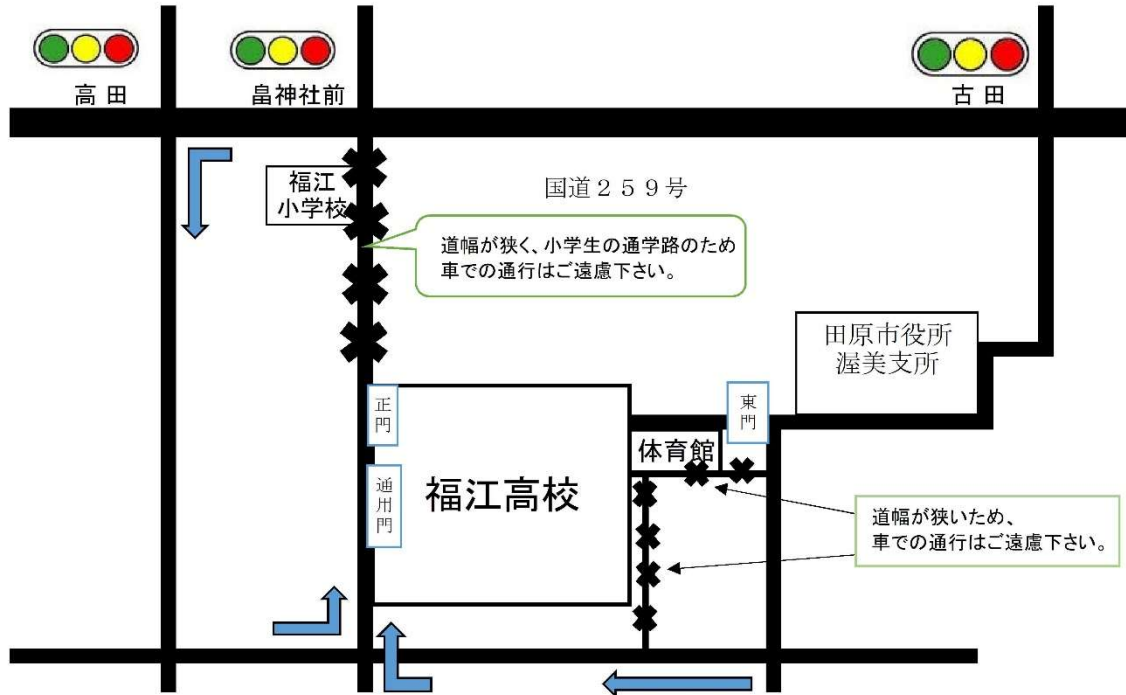 高田
畠神社前
古田
福江
小学校
国道２５９号
道幅が狭く、小学生の通学路のため
車での通行はご遠慮下さい。
田原市役所
渥美支所
正門
東門
体育館
福江高校
通用門
道幅が狭いため、
車での通行はご遠慮下さい。